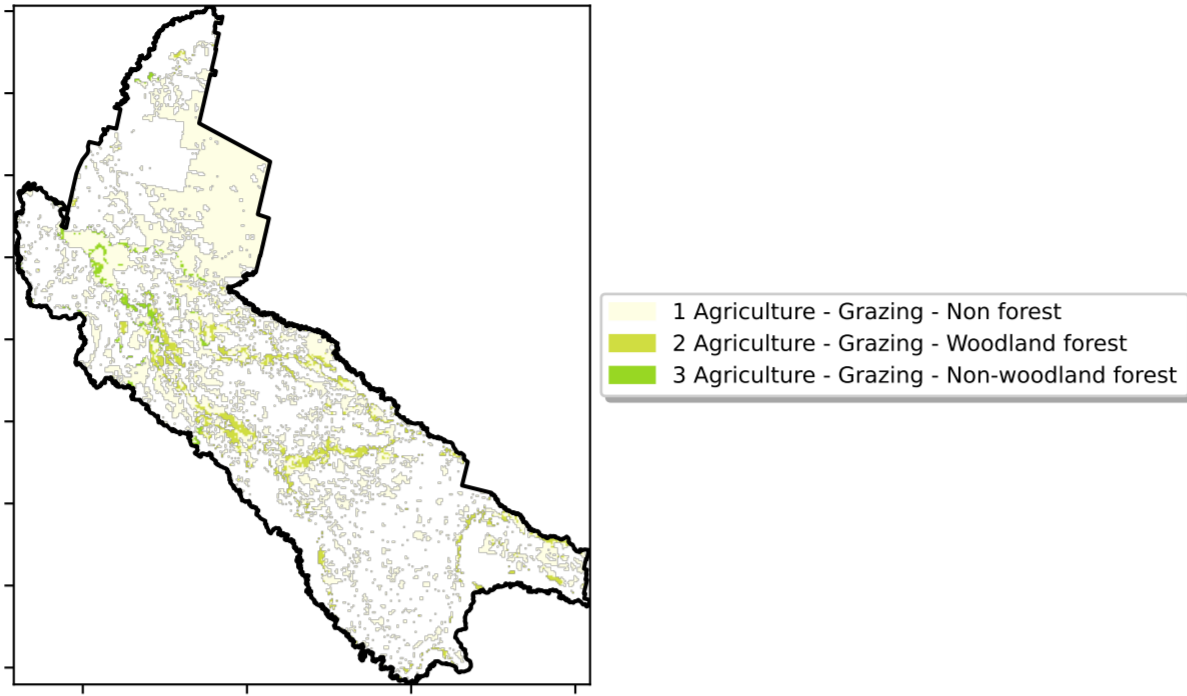 1 Agriculture - Grazing - Non forest
2 Agriculture - Grazing - Woodland forest
3 Agriculture - Grazing - Non-woodland forest